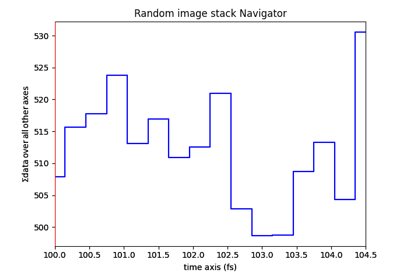 Random image stack Navigator
530
525
520
515
510
505
500
Σdata over all other axes
100.0 100.5 101.0 101.5 102.0 102.5 103.0 103.5 104.0 104.5
time axis (fs)